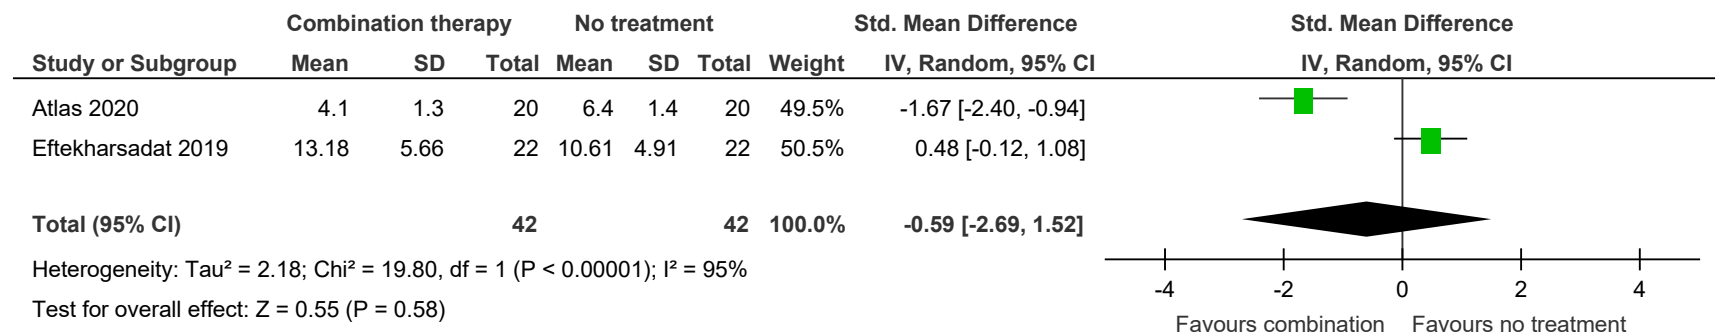 Combination therapy No treatment Std. Mean Difference Std. Mean Difference
Study or Subgroup Mean SD Total Mean SD Total Weight IV, Random, 95% CI IV, Random, 95% CI
Atlas 2020 4.1 1.3 20 6.4 1.4 20 49.5% -1.67 [-2.40, -0.94]
Eftekharsadat 2019 13.18 5.66 22 10.61 4.91 22 50.5% 0.48 [-0.12, 1.08]
Total (95% CI) 42 42 100.0% -0.59 [-2.69, 1.52]
Heterogeneity: Tau² = 2.18; Chi² = 19.80, df = 1 (P < 0.00001); I² = 95%
Test for overall effect: Z = 0.55 (P = 0.58)
-4 -2 0 2 4
Favours combination Favours no treatment